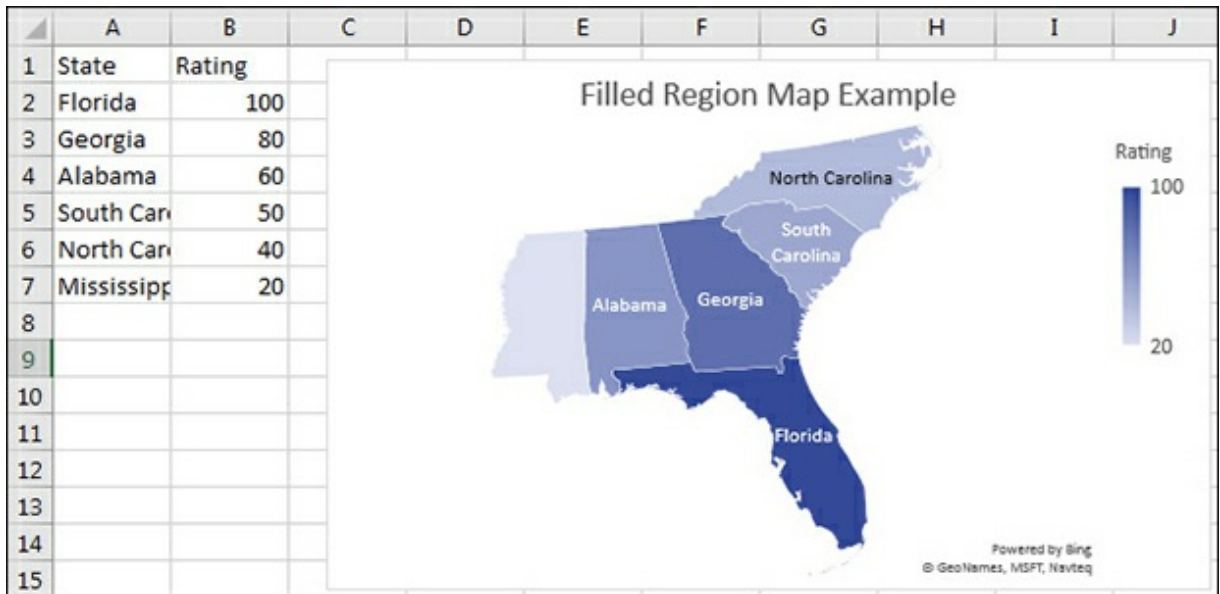 A B C D E F G H I J
1 State Rating
2 Florida 100
3 Georgia 80
4 Alabama 60
5 South Car 50
6 North Car 40
7 Mississipp 20
8
9
10
11
12
13
14
15
Filled Region Map Example
North Carolina
South
Carolina
Alabama
Georgia
Florida
Rating
100
20
Powered by Bing
© GeoNames, MSFT, Navteq